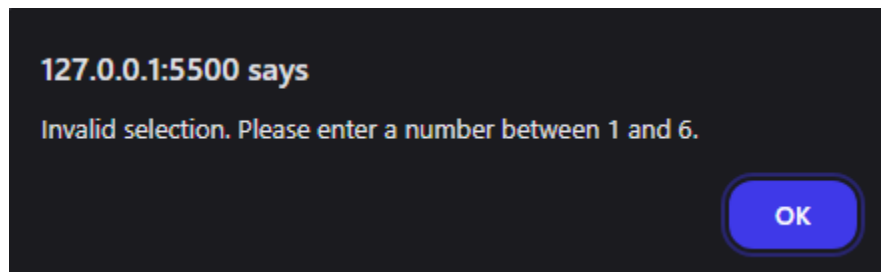 127.0.0.1:5500 says
Invalid selection. Please enter a number between 1 and 6.
OK